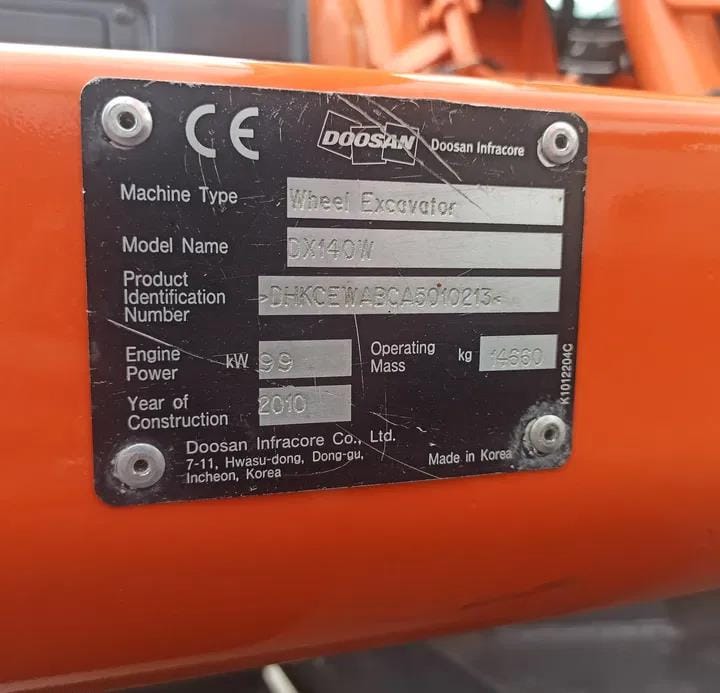 CE DOOSAN Doosan Infracore
Machine Type Wheel Excavator
Model Name DX140W
Product
Identification
Number >DHKCEWABCA5010213<
Engine
Power kW 99
Operating
Mass kg 14660
Year of
Construction 2010
K1012204C
Doosan Infracore Co., Ltd.
7-11, Hwasu-dong, Dong-gu,
Incheon, Korea
Made in Korea